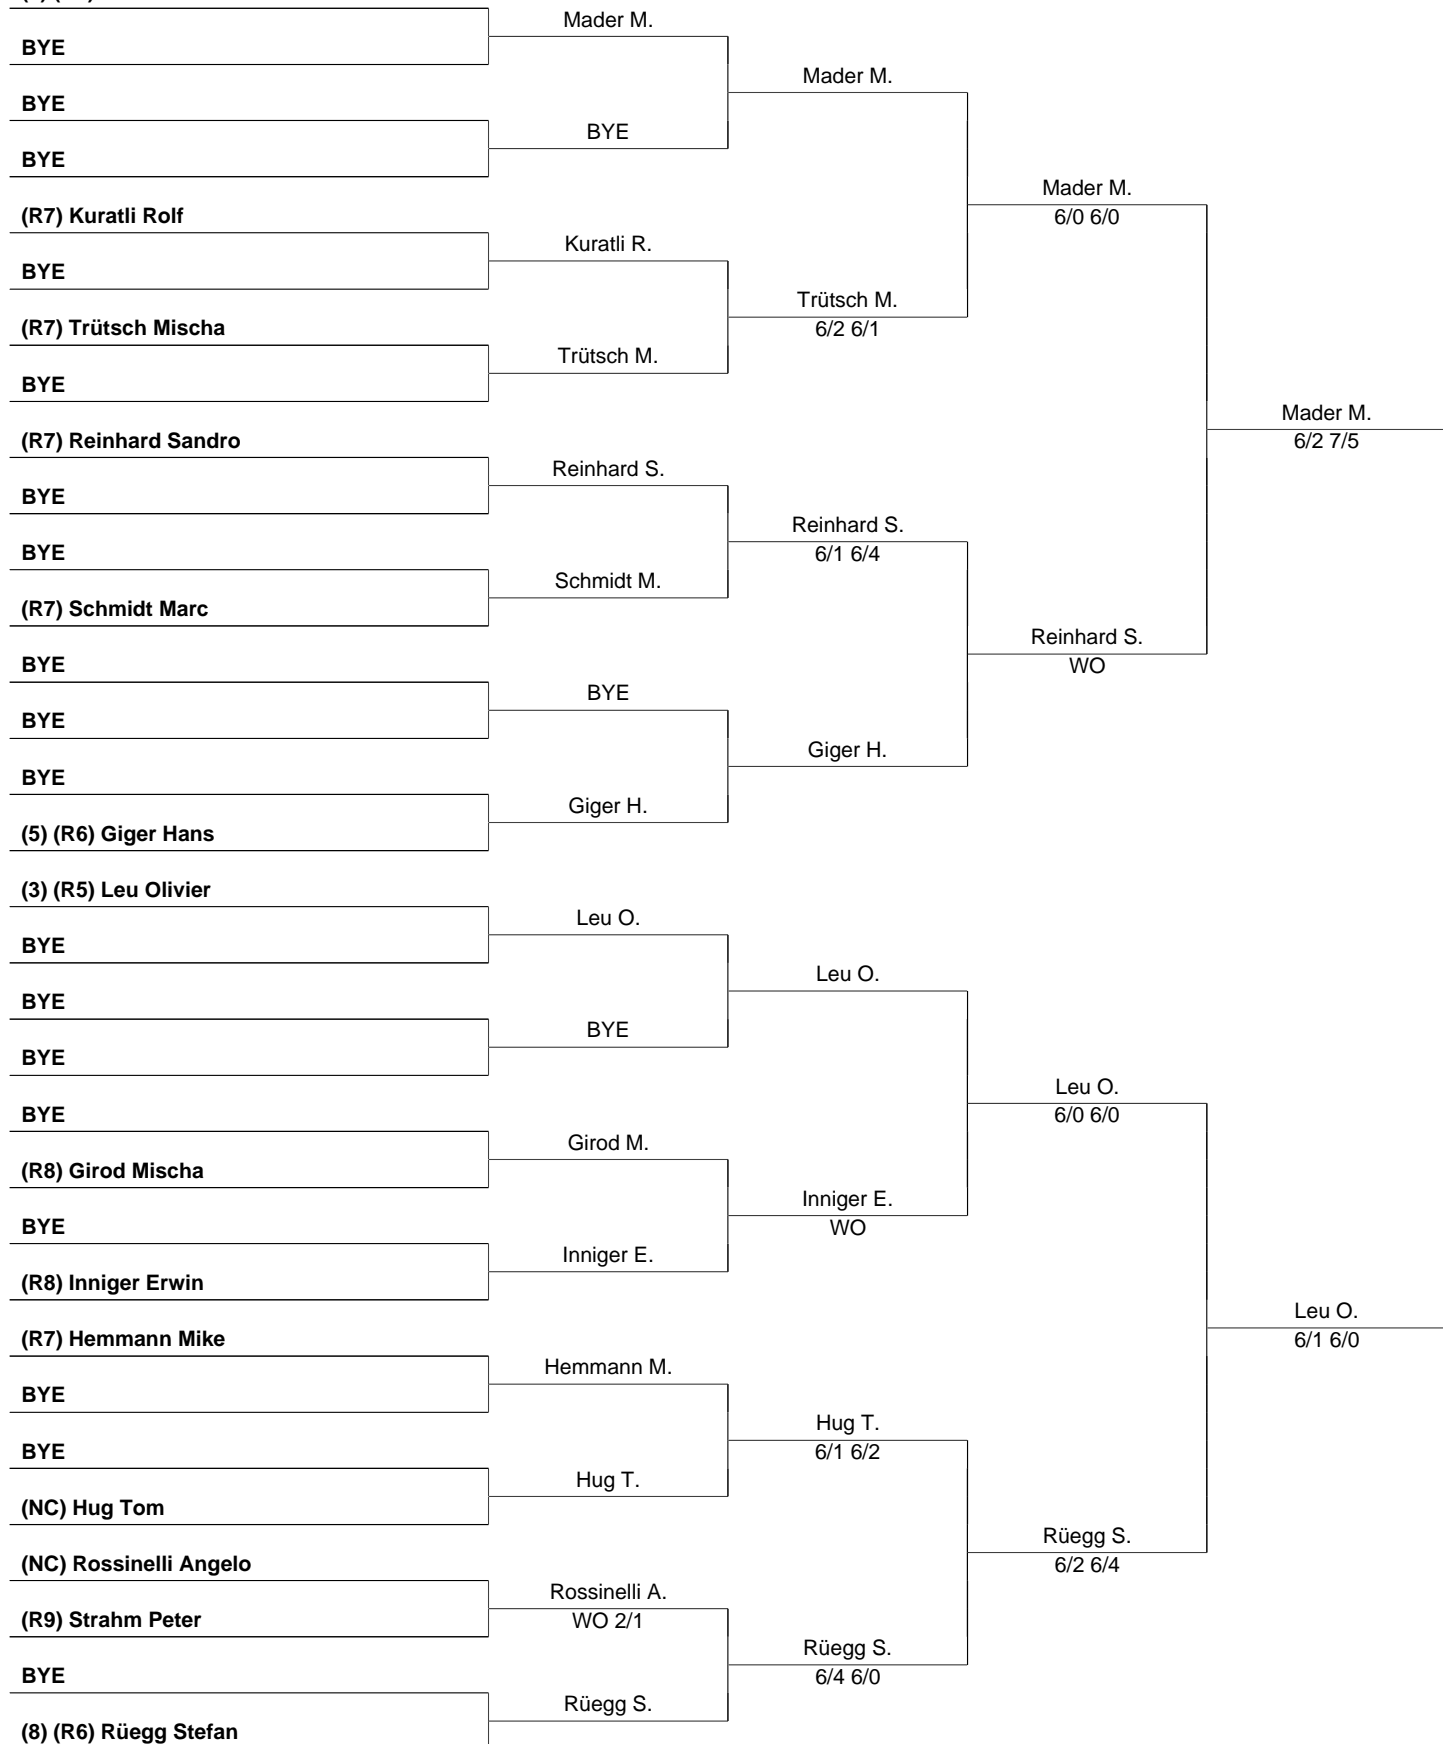 BYE
BYE
BYE
(R7) Kuratli Rolf
BYE
(R7) Trütsch Mischa
BYE
(R7) Reinhard Sandro
BYE
BYE
(R7) Schmidt Marc
BYE
BYE
BYE
(5) (R6) Giger Hans
(3) (R5) Leu Olivier
BYE
BYE
BYE
BYE
(R8) Girod Mischa
BYE
(R8) Inniger Erwin
(R7) Hemmann Mike
BYE
BYE
(NC) Hug Tom
(NC) Rossinelli Angelo
(R9) Strahm Peter
BYE
(8) (R6) Rüegg Stefan
Mader M.
BYE
Kuratli R.
Trütsch M.
Reinhard S.
Schmidt M.
BYE
Giger H.
Leu O.
BYE
Girod M.
Inniger E.
Hemmann M.
Hug T.
Rossinelli A.
WO 2/1
Rüegg S.
Mader M.
Trütsch M.
6/2 6/1
Reinhard S.
6/1 6/4
Giger H.
Leu O.
Inniger E.
WO
Hug T.
6/1 6/2
Rüegg S.
6/4 6/0
Mader M.
6/0 6/0
Reinhard S.
WO
Leu O.
6/0 6/0
Rüegg S.
6/2 6/4
Mader M.
6/2 7/5
Leu O.
6/1 6/0